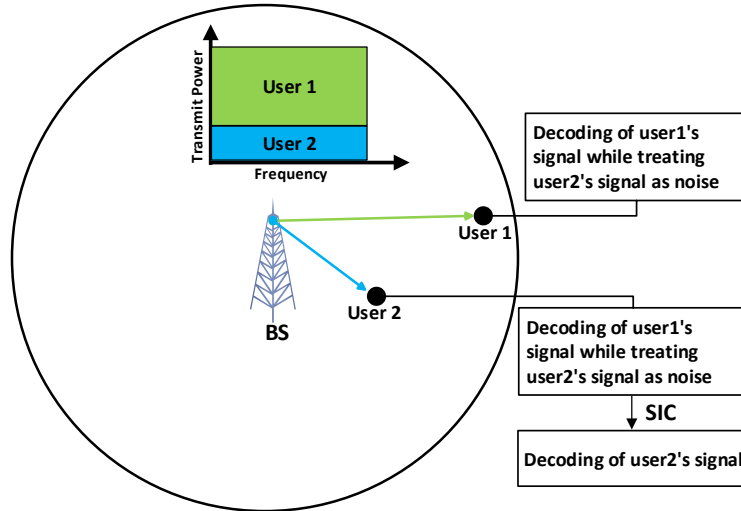 Transmit Power
User 1
User 2
Frequency
Decoding of user1's
signal while treating
user2's signal as noise
User 1
User 2
BS
Decoding of user1's
signal while treating
user2's signal as noise
SIC
Decoding of user2's signal